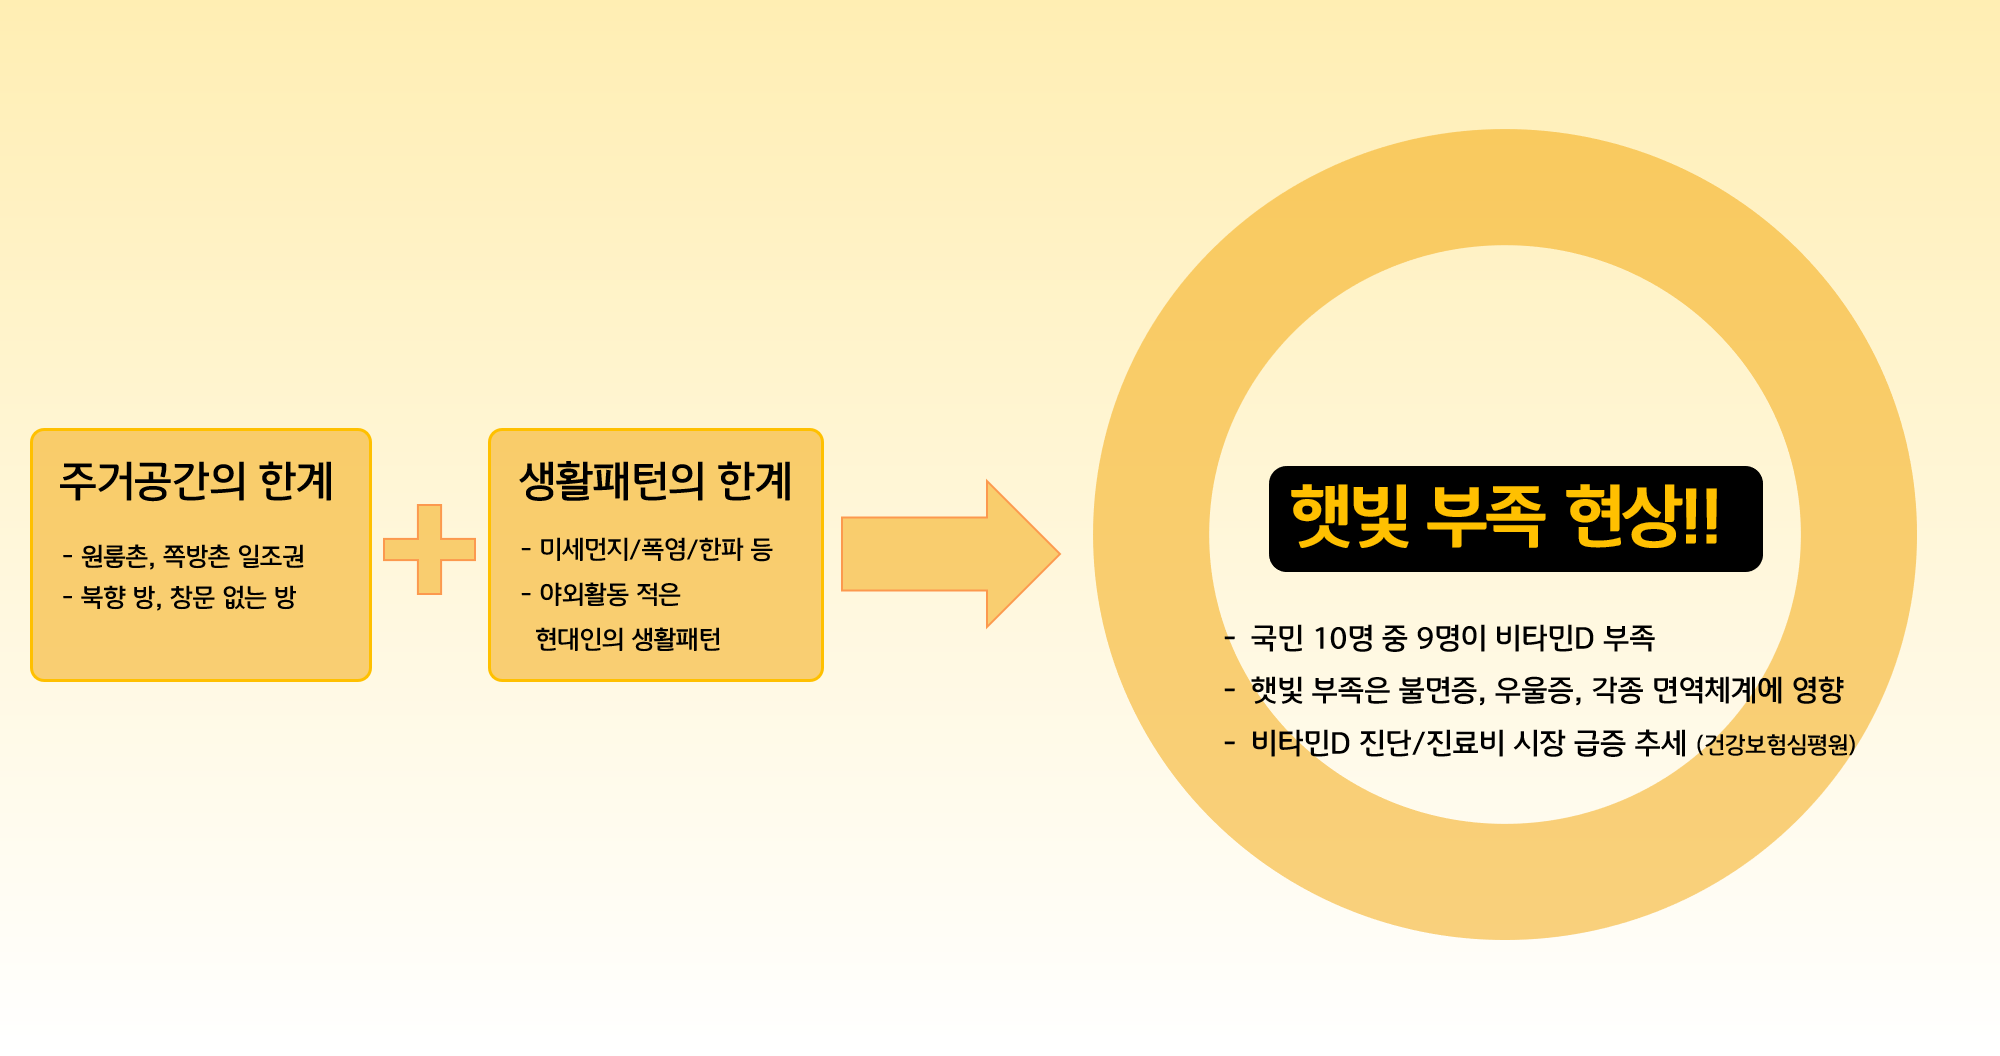 주거공간의 한계
- 원룸촌, 쪽방촌 일조권
- 북향 방, 창문 없는 방
생활패턴의 한계
- 미세먼지/폭염/한파 등
- 야외활동 적은
현대인의 생활패턴
햇빛 부족 현상!!
- 국민 10명 중 9명이 비타민D 부족
- 햇빛 부족은 불면증, 우울증, 각종 면역체계에 영향
- 비타민D 진단/진료비 시장 급증 추세 (건강보험심평원)